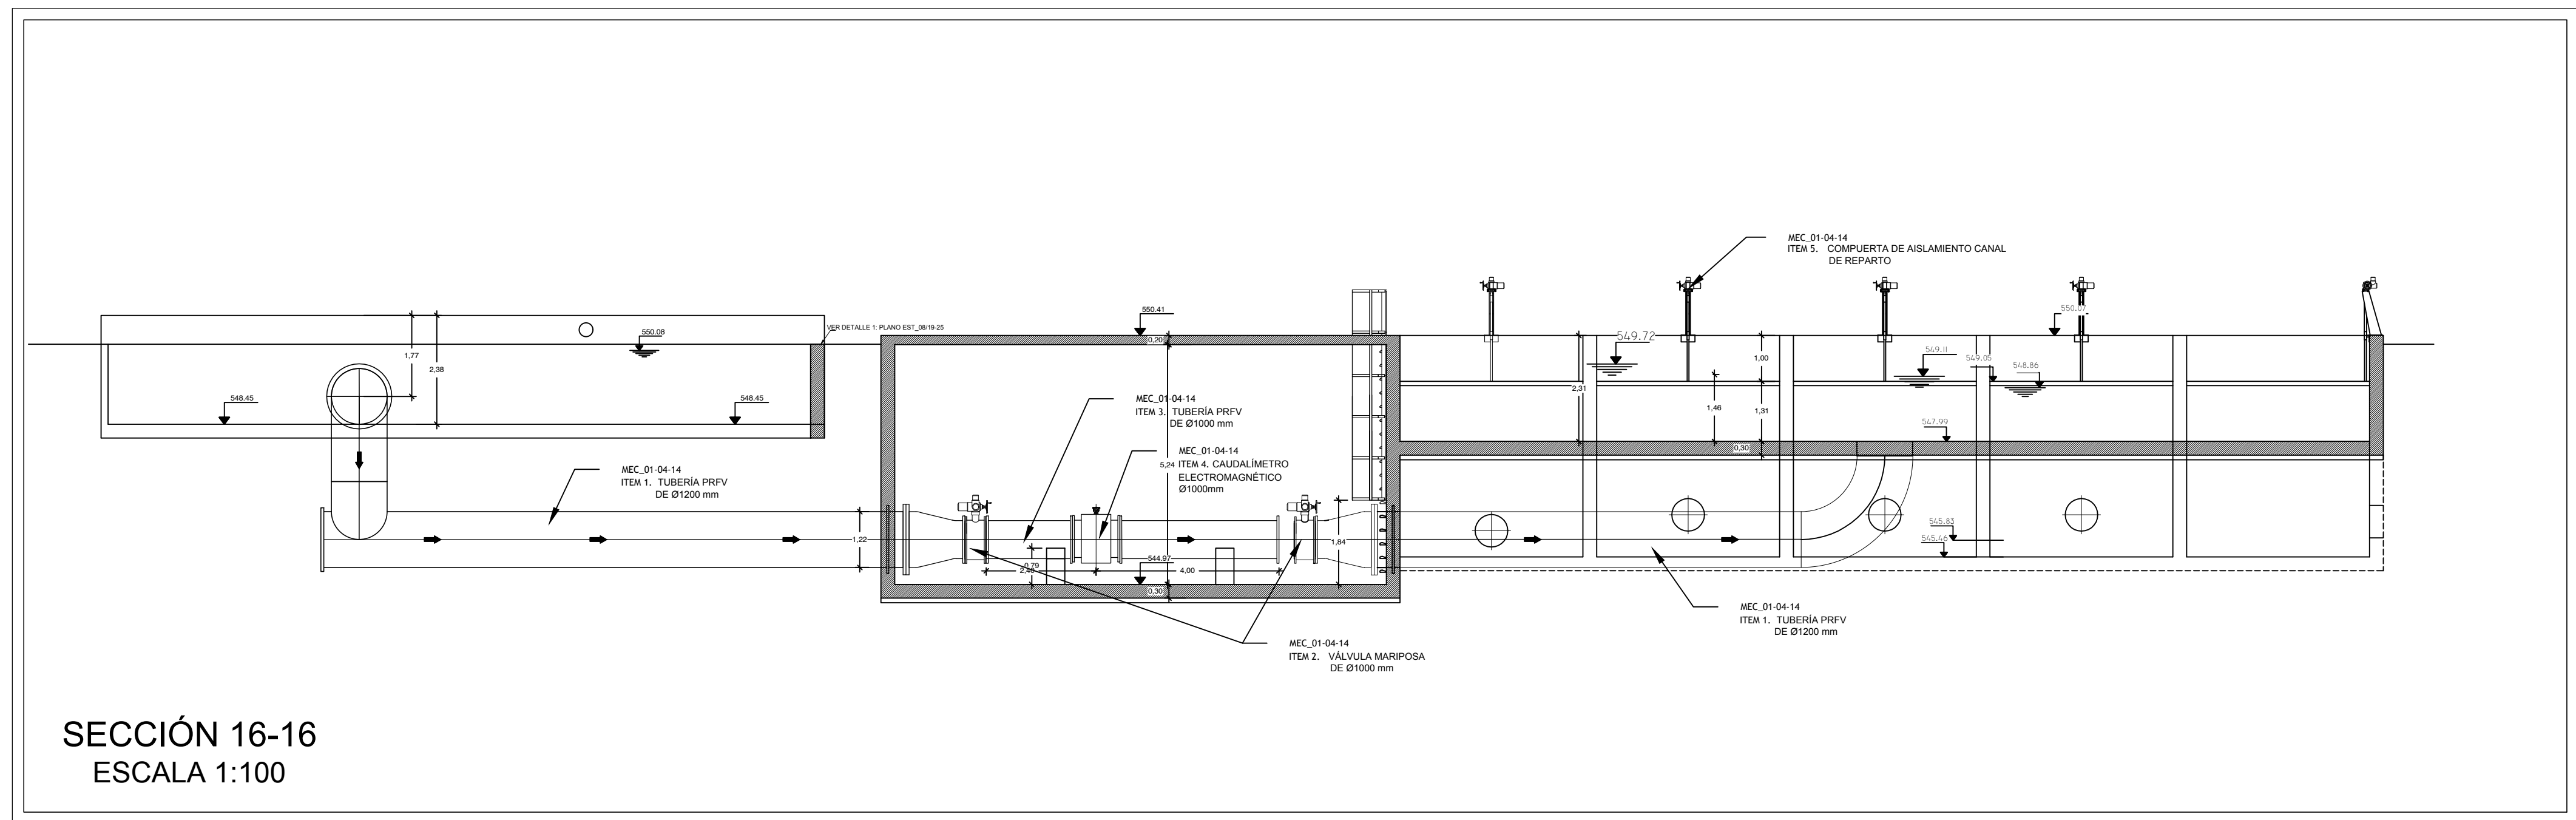 MEC_01-04-14
ITEM 5. COMPUERTA DE AISLAMIENTO CANAL
DE REPARTO
550.41
550.07
550.08
VER DETALLE 1: PLANO EST_08/19-25
0,20
549.72
549.11
549.05
548.86
1,77
2,38
1,00
2,31
1,46
1,31
548.45
548.45
MEC_01-04-14
ITEM 3. TUBERÍA PRFV
DE Ø1000 mm
547.99
0,30
MEC_01-04-14
5,24
ITEM 4. CAUDALÍMETRO
ELECTROMAGNÉTICO
Ø1000mm
MEC_01-04-14
ITEM 1. TUBERÍA PRFV
DE Ø1200 mm
545.83
545.46
1,22
1,84
544.97
0,79
2,40
4,00
0,30
MEC_01-04-14
ITEM 1. TUBERÍA PRFV
DE Ø1200 mm
MEC_01-04-14
ITEM 2. VÁLVULA MARIPOSA
DE Ø1000 mm
SECCIÓN 16-16
ESCALA 1:100